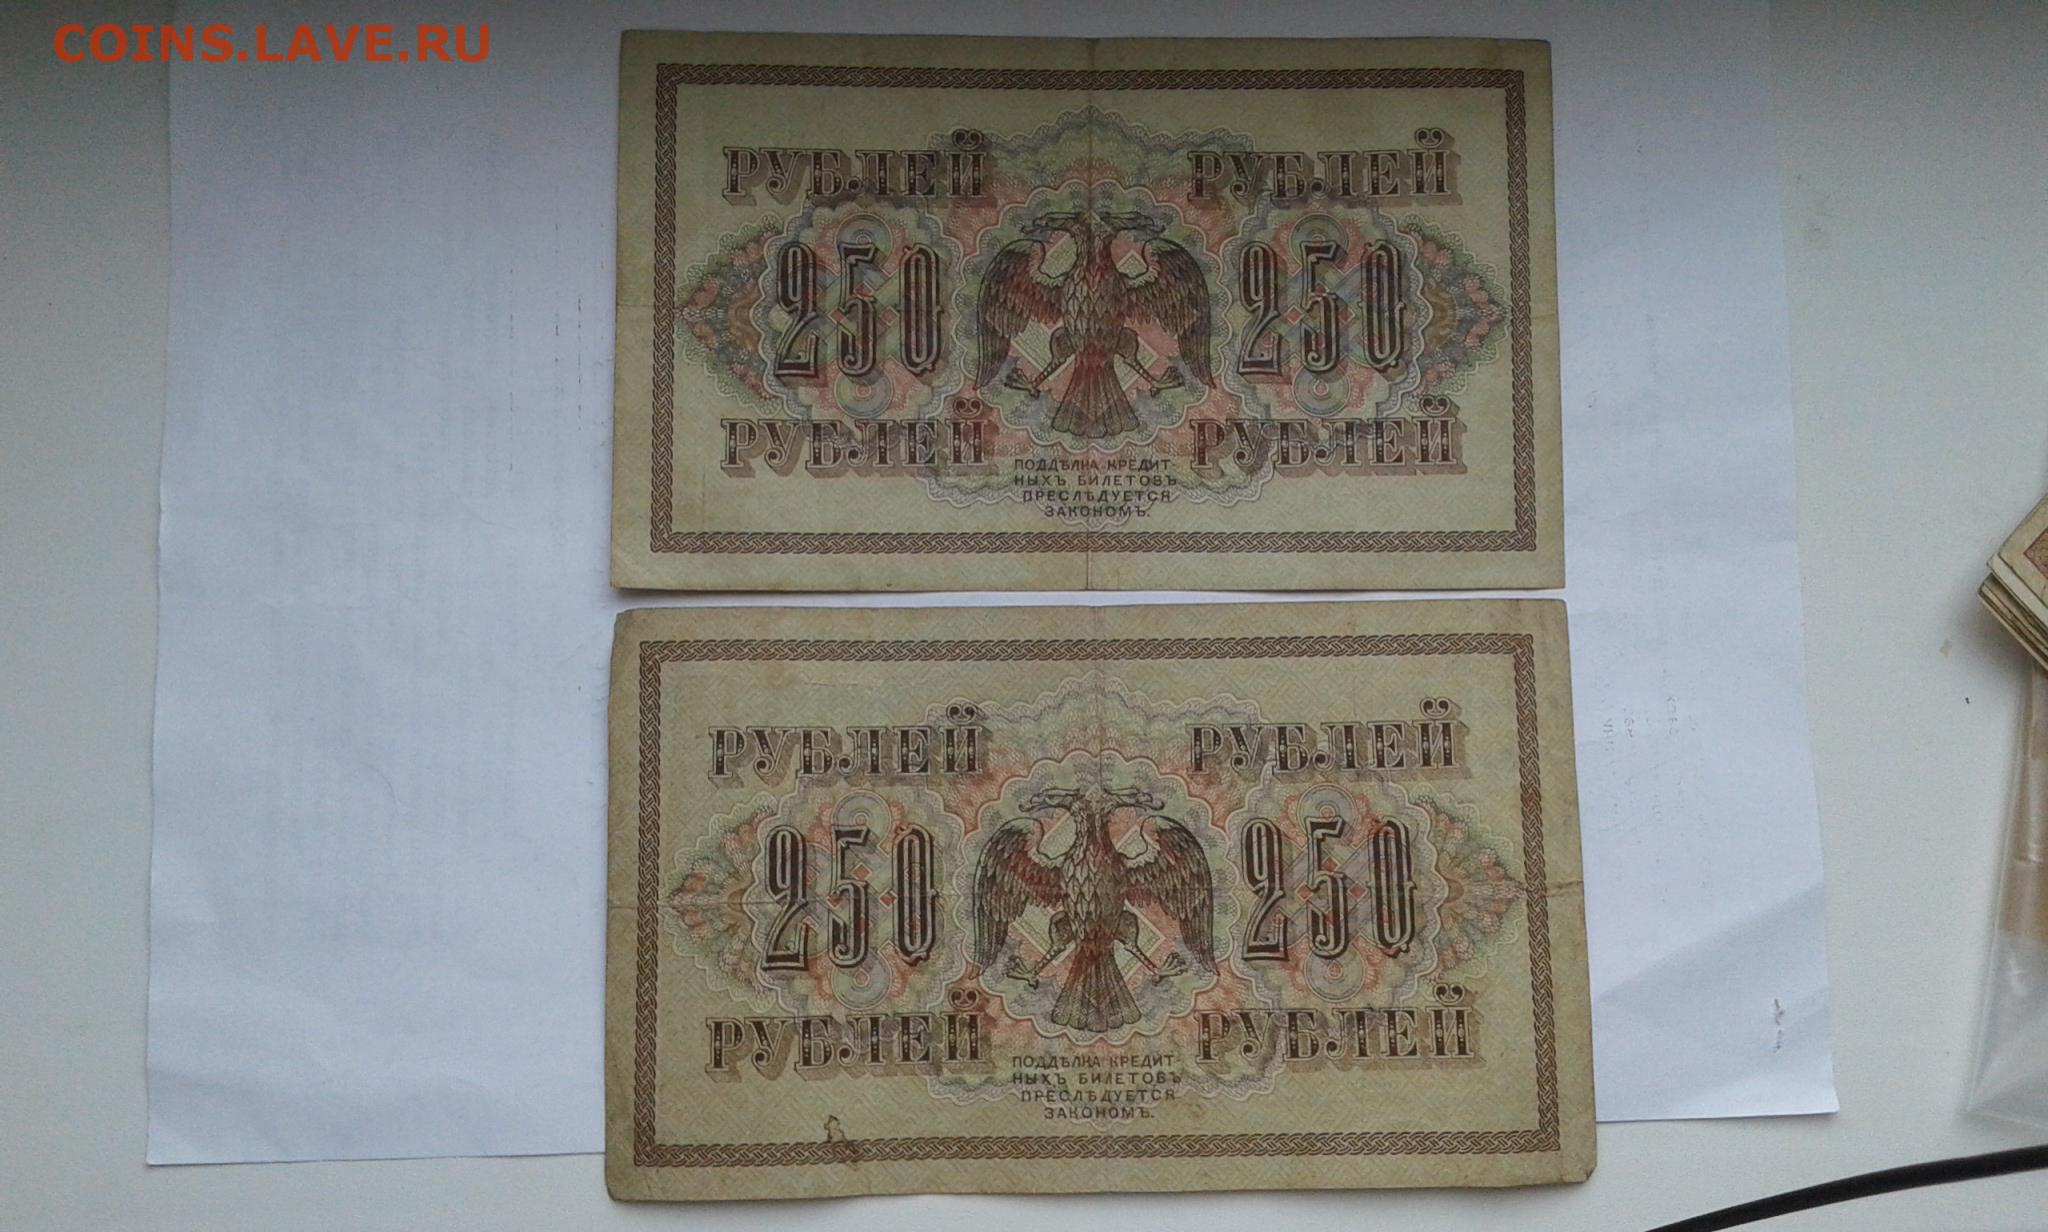 COINS.LAVE.RU
РУБЛЕЙ РУБЛЕЙ
250 250
РУБЛЕЙ РУБЛЕЙ
ПОДДѢЛКА КРЕДИТ-
НЫХЪ БИЛЕТОВЪ
ПРЕСЛѢДУЕТСЯ
ЗАКОНОМЪ.
РУБЛЕЙ РУБЛЕЙ
250 250
РУБЛЕЙ РУБЛЕЙ
ПОДДѢЛКА КРЕДИТ-
НЫХЪ БИЛЕТОВЪ
ПРЕСЛѢДУЕТСЯ
ЗАКОНОМЪ.